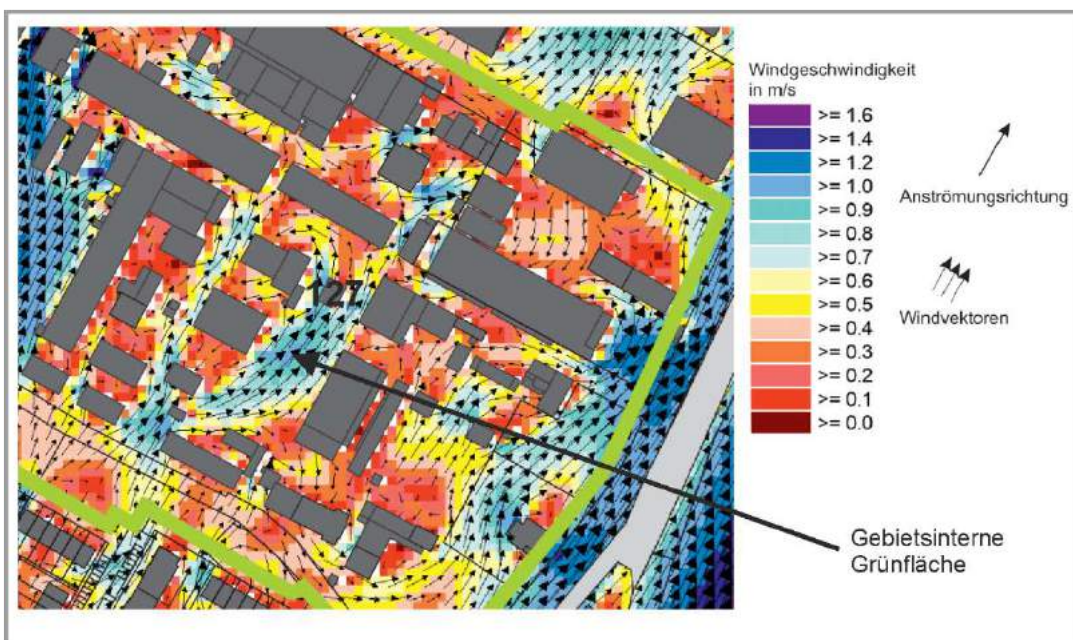 Windgeschwindigkeit
in m/s
>= 1.6
>= 1.4
>= 1.2
>= 1.0
>= 0.9
>= 0.8
>= 0.7
>= 0.6
>= 0.5
>= 0.4
>= 0.3
>= 0.2
>= 0.1
>= 0.0
Anströmungsrichtung
Windvektoren
127
Gebietsinterne
Grünfläche